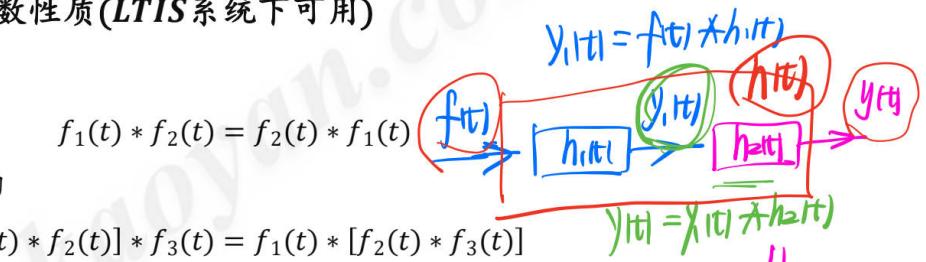 数性质(LTIS系统下可用)
y₁(t) = f(t) * h₁(t)
h(t)
f₁(t) * f₂(t) = f₂(t) * f₁(t)
f(t) h₁(t) y₁(t) h₂(t) y(t)
y(t) = y₁(t) * h₂(t)
t) * f₂(t)] * f₃(t) = f₁(t) * [f₂(t) * f₃(t)]